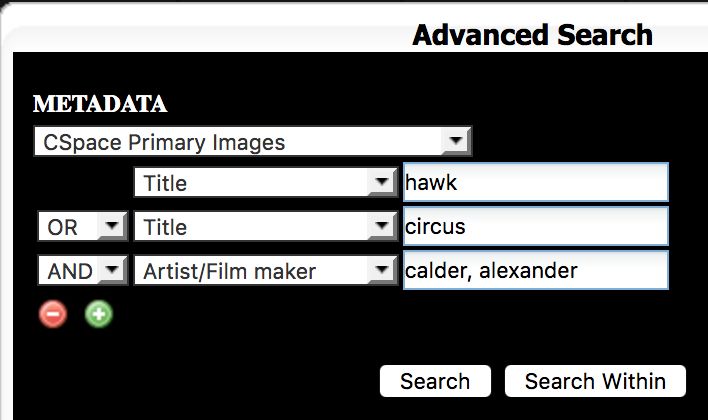 Advanced Search
METADATA
CSpace Primary Images
Title hawk
OR Title circus
AND Artist/Film maker calder, alexander
Search Search Within